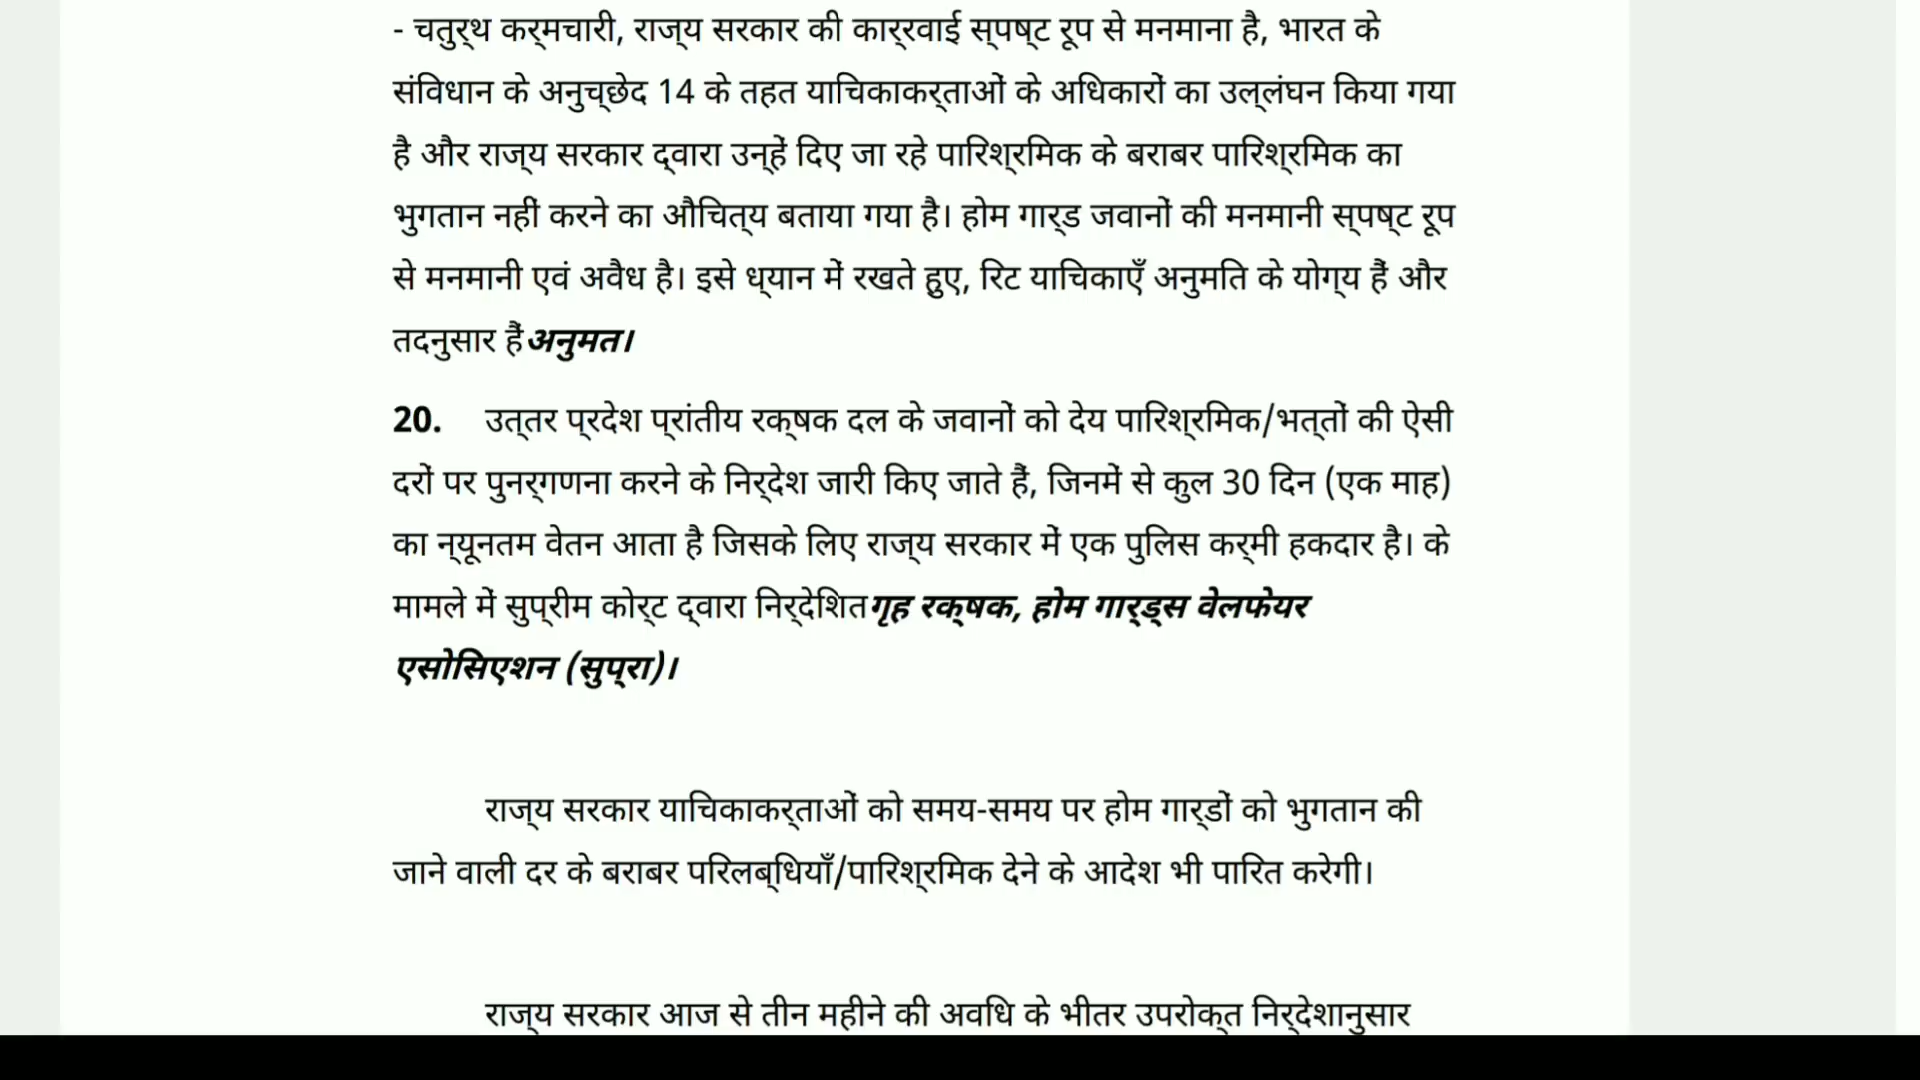 - चतुर्थ कर्मचारी, राज्य सरकार की कार्रवाई स्पष्ट रूप से मनमाना है, भारत के
संविधान के अनुच्छेद 14 के तहत याचिकाकर्ताओं के अधिकारों का उल्लंघन किया गया
है और राज्य सरकार द्वारा उन्हें दिए जा रहे पारिश्रमिक के बराबर पारिश्रमिक का
भुगतान नहीं करने का औचित्य बताया गया है। होम गार्ड जवानों की मनमानी स्पष्ट रूप
से मनमानी एवं अवैध है। इसे ध्यान में रखते हुए, रिट याचिकाएँ अनुमति के योग्य हैं और
तदनुसार हैं अनुमत।
20. उत्तर प्रदेश प्रांतीय रक्षक दल के जवानों को देय पारिश्रमिक/भत्तों की ऐसी
दरों पर पुनर्गणना करने के निर्देश जारी किए जाते हैं, जिनमें से कुल 30 दिन (एक माह)
का न्यूनतम वेतन आता है जिसके लिए राज्य सरकार में एक पुलिस कर्मी हकदार है। के
मामले में सुप्रीम कोर्ट द्वारा निर्देशित गृह रक्षक, होम गार्ड्स वेलफेयर
एसोसिएशन (सुप्रा)।
राज्य सरकार याचिकाकर्ताओं को समय-समय पर होम गार्डों को भुगतान की
जाने वाली दर के बराबर परिलब्धियाँ/पारिश्रमिक देने के आदेश भी पारित करेगी।
राज्य सरकार आज से तीन महीने की अवधि के भीतर उपरोक्त निर्देशानुसार